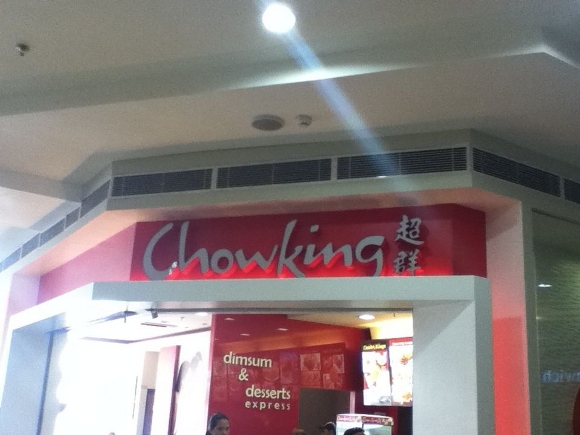 Chowking
超群
dimsum
&
desserts
express